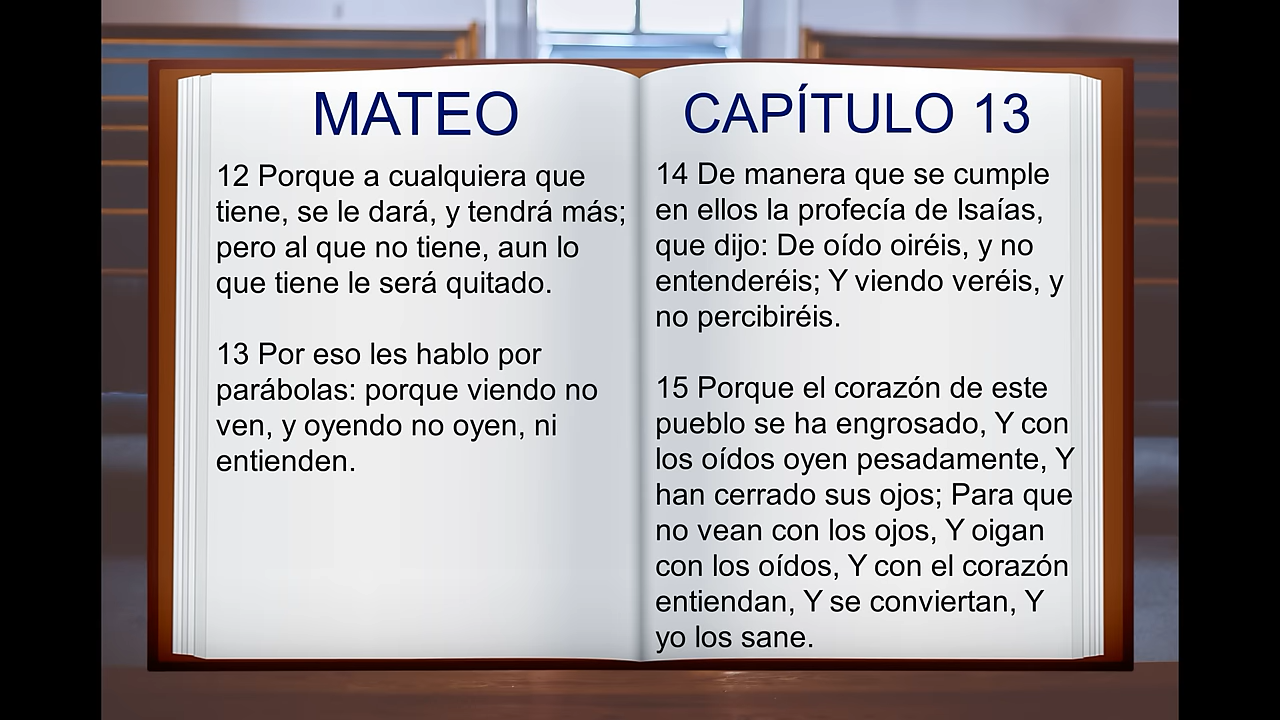 MATEO
12 Porque a cualquiera que
tiene, se le dará, y tendrá más;
pero al que no tiene, aun lo
que tiene le será quitado.
13 Por eso les hablo por
parábolas: porque viendo no
ven, y oyendo no oyen, ni
entienden.
CAPÍTULO 13
14 De manera que se cumple
en ellos la profecía de Isaías,
que dijo: De oído oiréis, y no
entenderéis; Y viendo veréis, y
no percibiréis.
15 Porque el corazón de este
pueblo se ha engrosado, Y con
los oídos oyen pesadamente, Y
han cerrado sus ojos; Para que
no vean con los ojos, Y oigan
con los oídos, Y con el corazón
entiendan, Y se conviertan, Y
yo los sane.